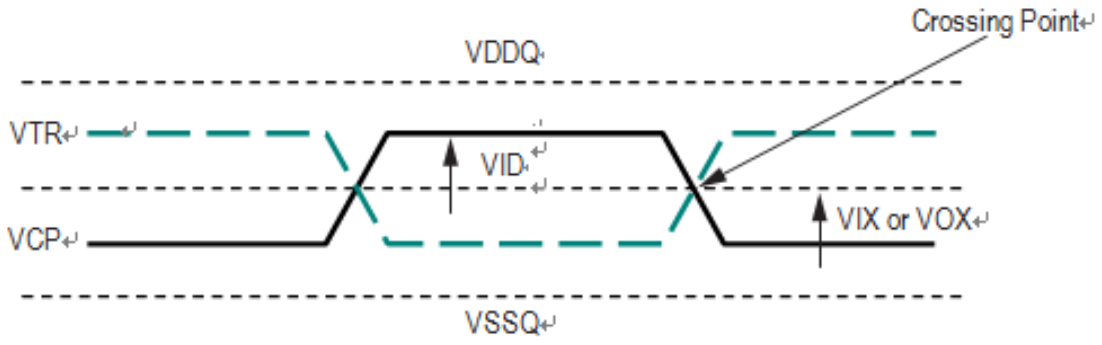 Crossing Point↵
VDDQ↵
VTR↵ ↵
VID↵ ↵
↵
VCP↵
VIX or VOX↵
VSSQ↵